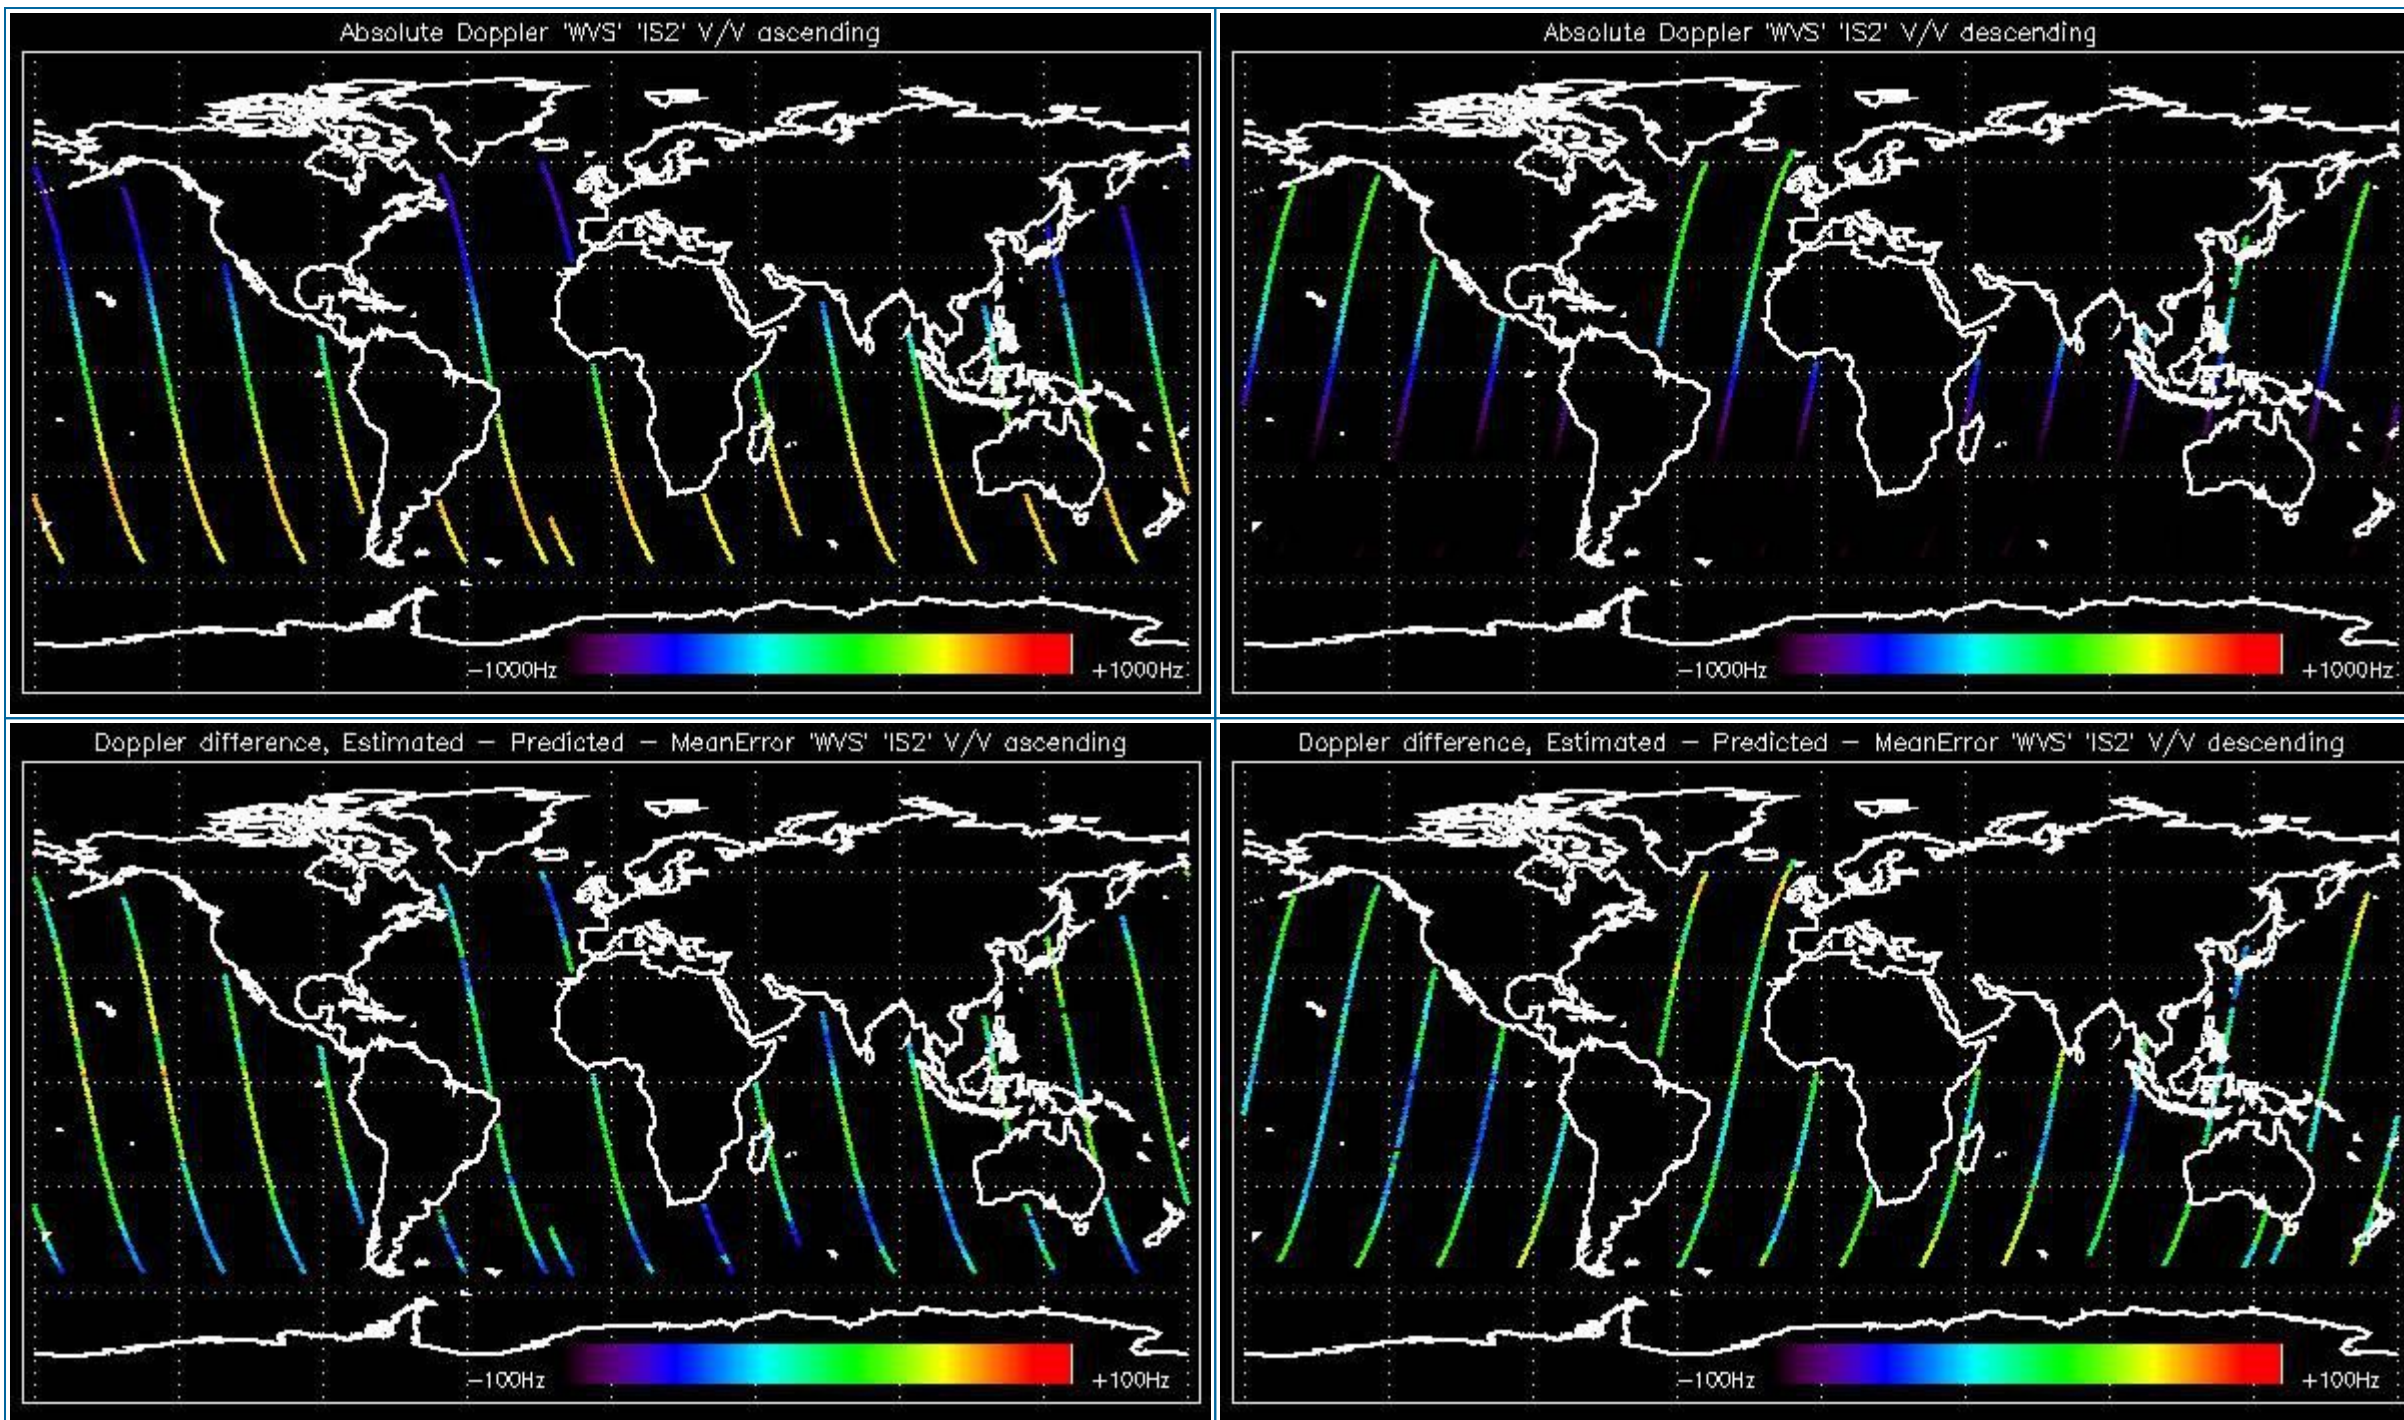 Absolute Doppler 'WVS' 'IS2' V/V ascending
−1000Hz
+1000Hz
Absolute Doppler 'WVS' 'IS2' V/V descending
−1000Hz
+1000Hz
Doppler difference, Estimated − Predicted − MeanError 'WVS' 'IS2' V/V ascending
−100Hz
+100Hz
Doppler difference, Estimated − Predicted − MeanError 'WVS' 'IS2' V/V descending
−100Hz
+100Hz